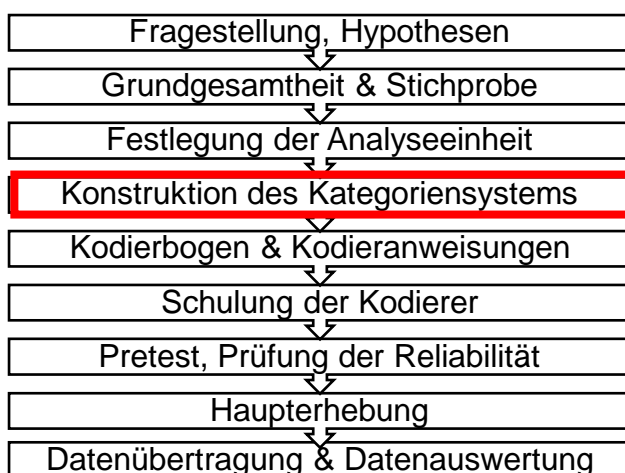 Fragestellung, Hypothesen
Grundgesamtheit & Stichprobe
Festlegung der Analyseeinheit
Konstruktion des Kategoriensystems
Kodierbogen & Kodieranweisungen
Schulung der Kodierer
Pretest, Prüfung der Reliabilität
Haupterhebung
Datenübertragung & Datenauswertung